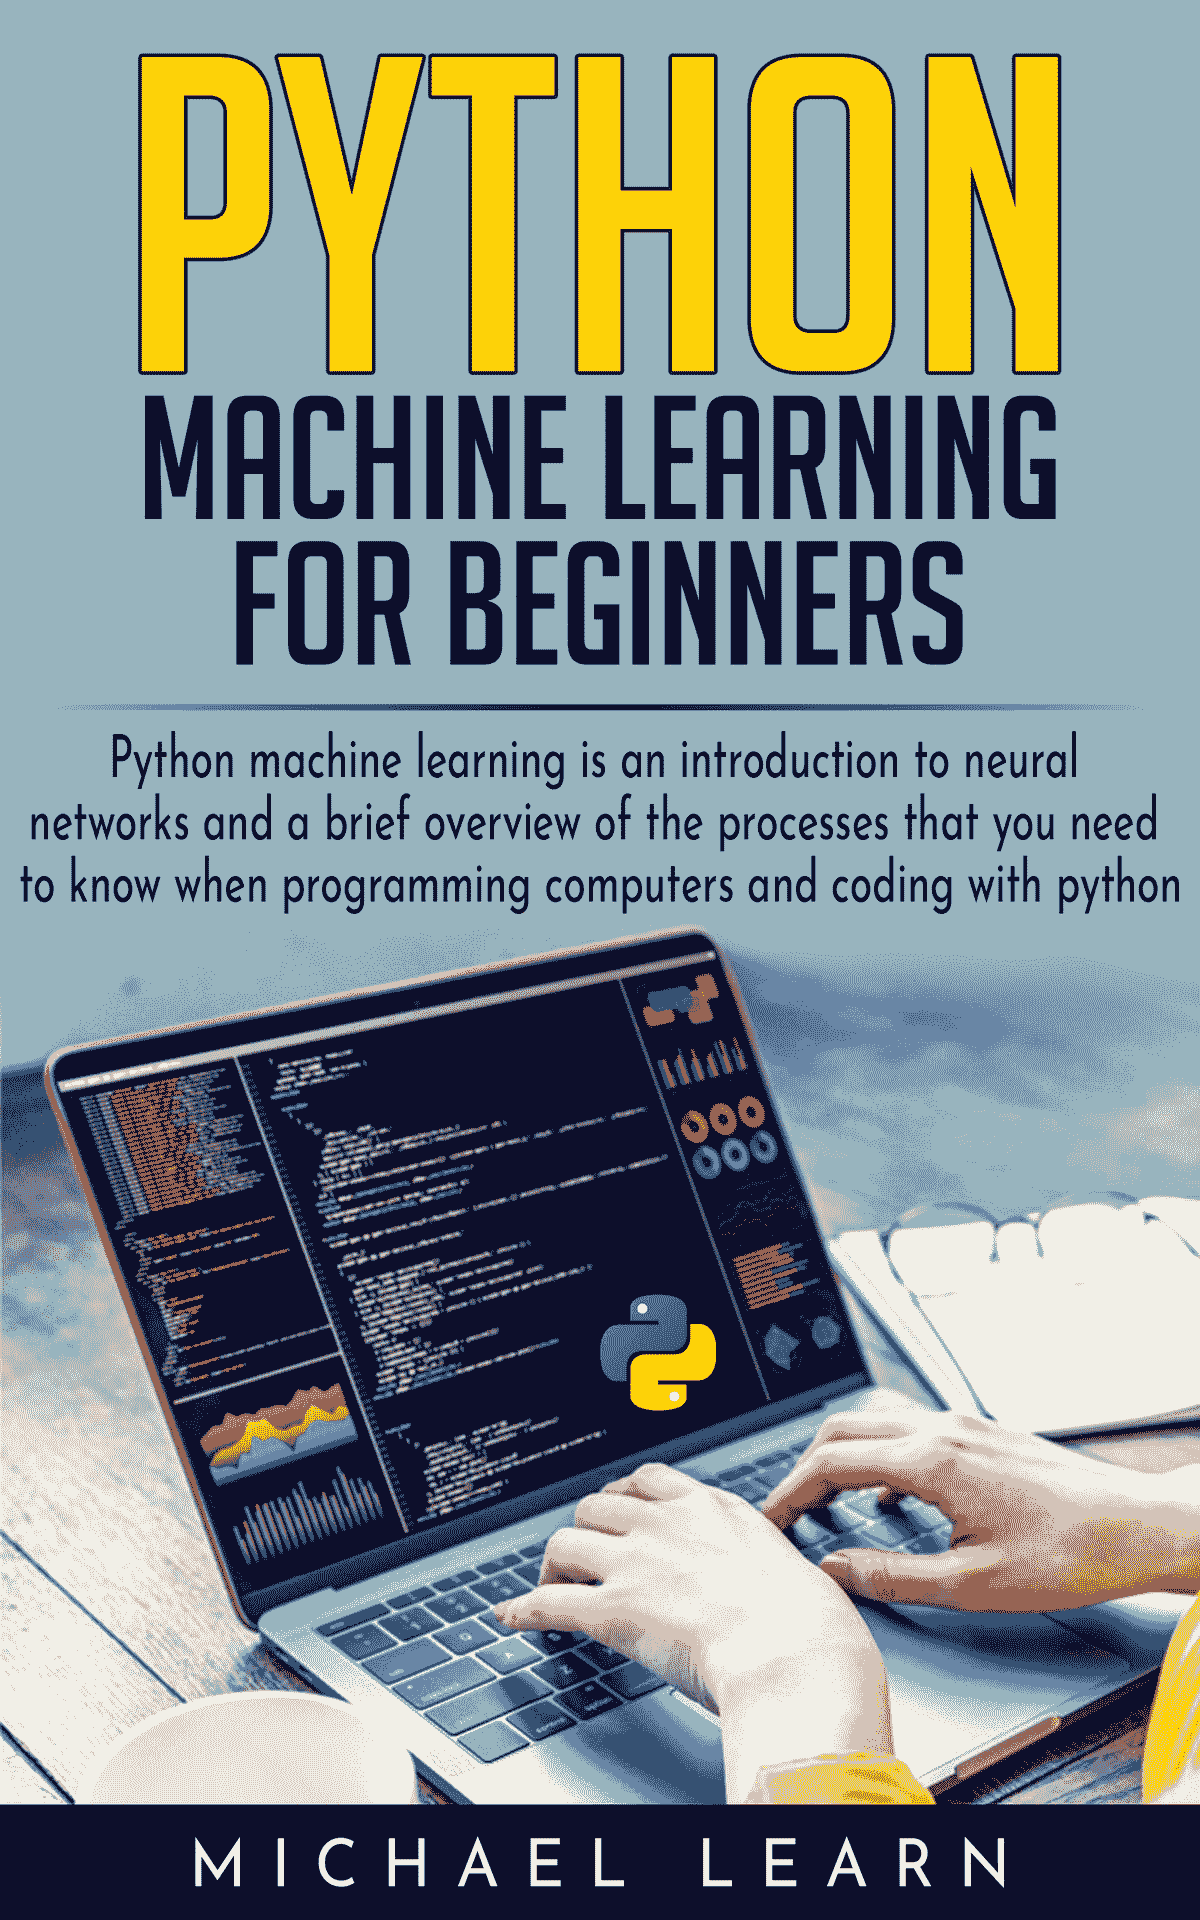 PYTHON
MACHINE LEARNING
FOR BEGINNERS
Python machine learning is an introduction to neural
networks and a brief overview of the processes that you need
to know when programming computers and coding with python
MICHAEL LEARN